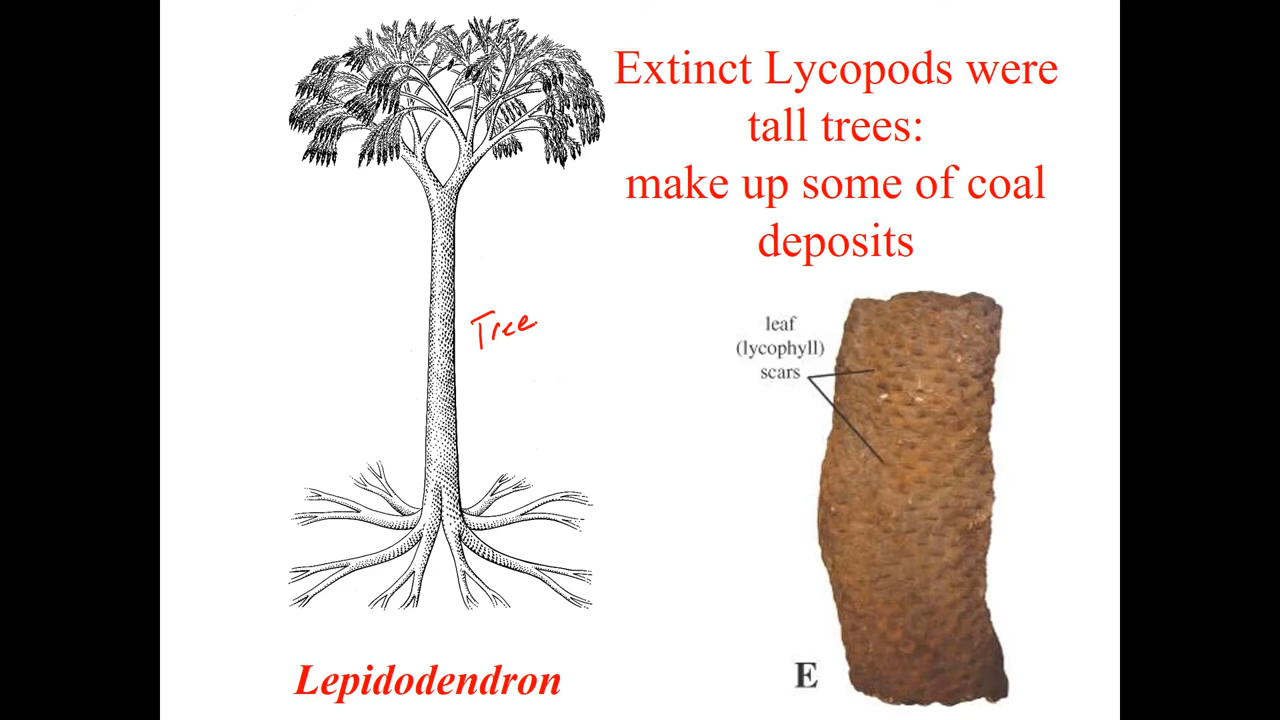 Extinct Lycopods were
tall trees:
make up some of coal
deposits
Tree
leaf
(lycophyll)
scars
E
Lepidodendron